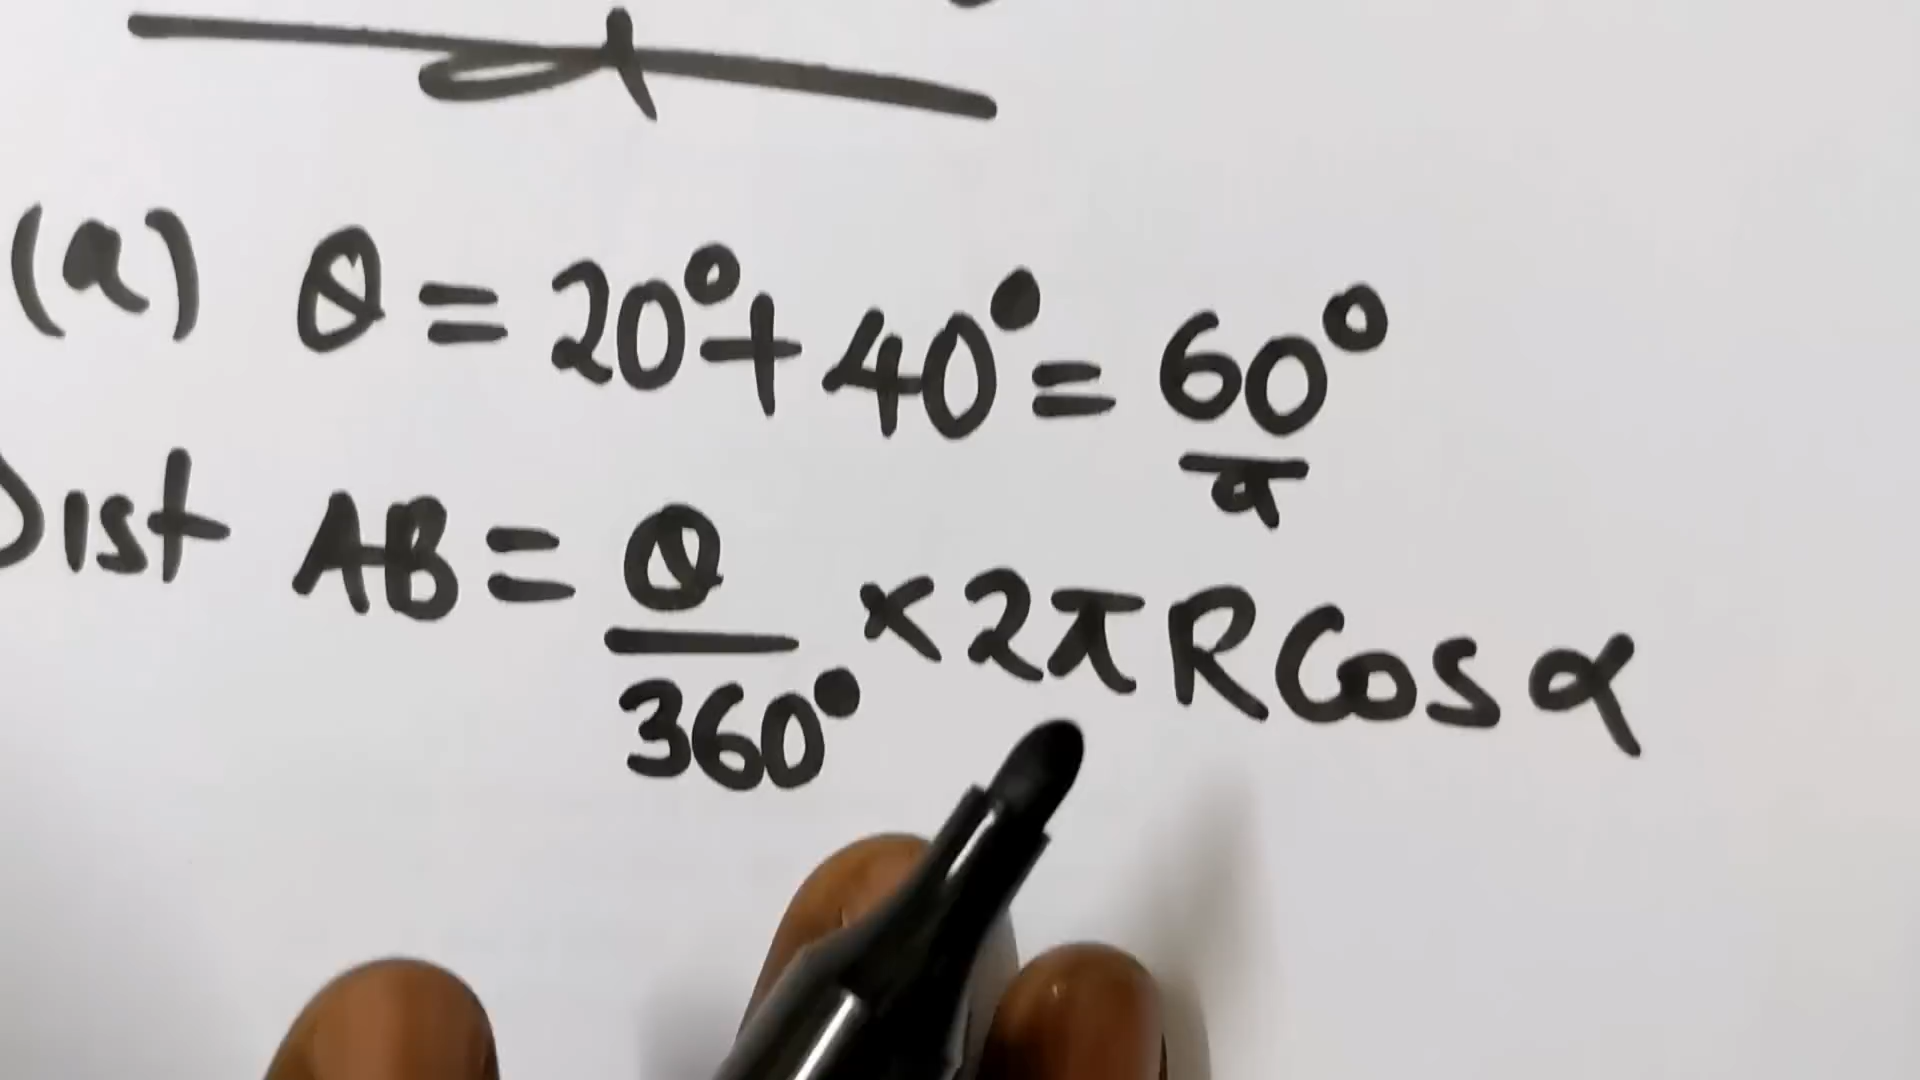 (a) θ = 20° + 40° = 60°
Dist AB = θ/360° × 2πR Cos α